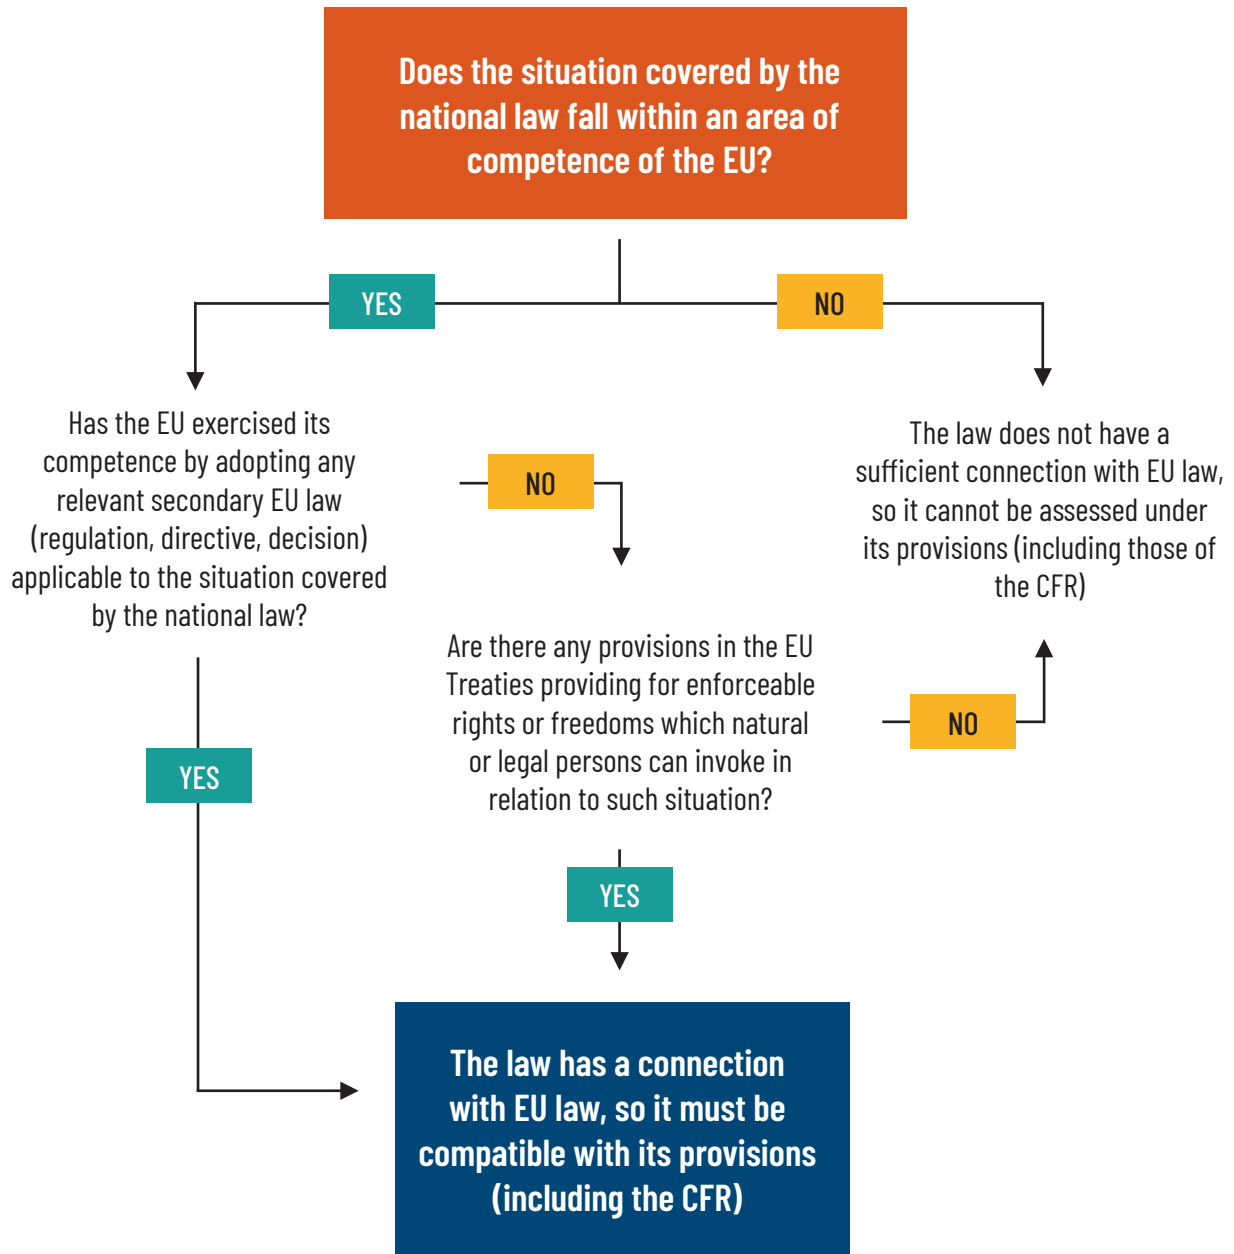 Does the situation covered by the
national law fall within an area of
competence of the EU?
YES
NO
Has the EU exercised its
competence by adopting any
relevant secondary EU law
(regulation, directive, decision)
applicable to the situation covered
by the national law?
NO
The law does not have a
sufficient connection with EU law,
so it cannot be assessed under
its provisions (including those of
the CFR)
Are there any provisions in the EU
Treaties providing for enforceable
rights or freedoms which natural
or legal persons can invoke in
relation to such situation?
NO
YES
YES
The law has a connection
with EU law, so it must be
compatible with its provisions
(including the CFR)